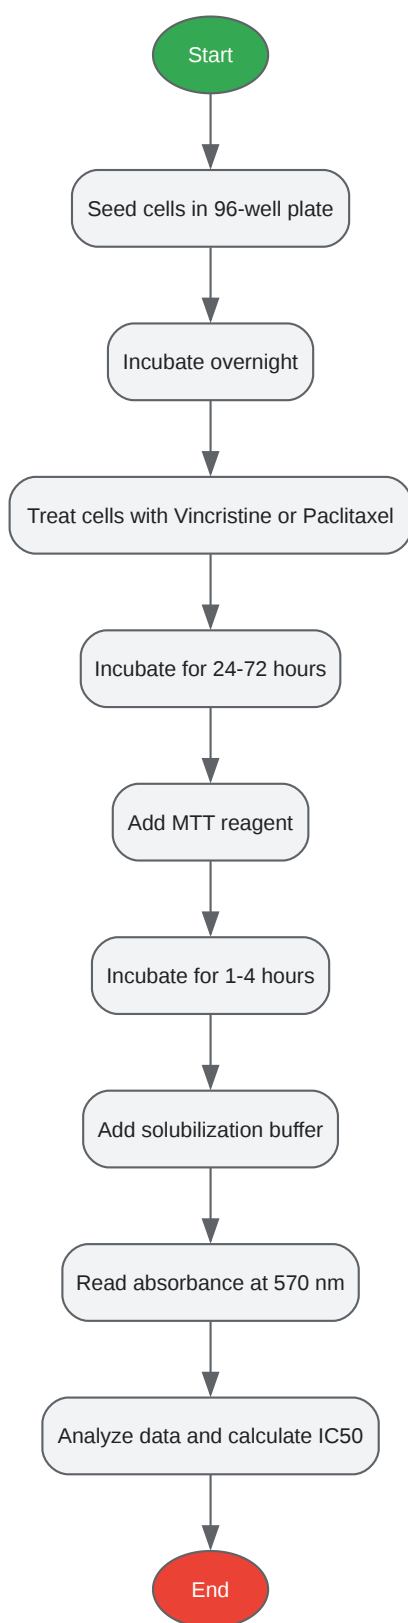 Start
Seed cells in 96-well plate
Incubate overnight
Treat cells with Vincristine or Paclitaxel
Incubate for 24-72 hours
Add MTT reagent
Incubate for 1-4 hours
Add solubilization buffer
Read absorbance at 570 nm
Analyze data and calculate IC50
End